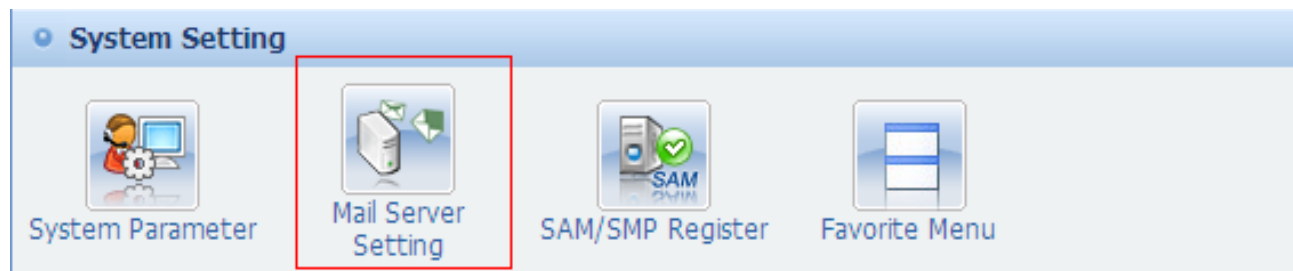 System Setting
SAM
System Parameter
Mail Server
Setting
SAM/SMP Register
Favorite Menu